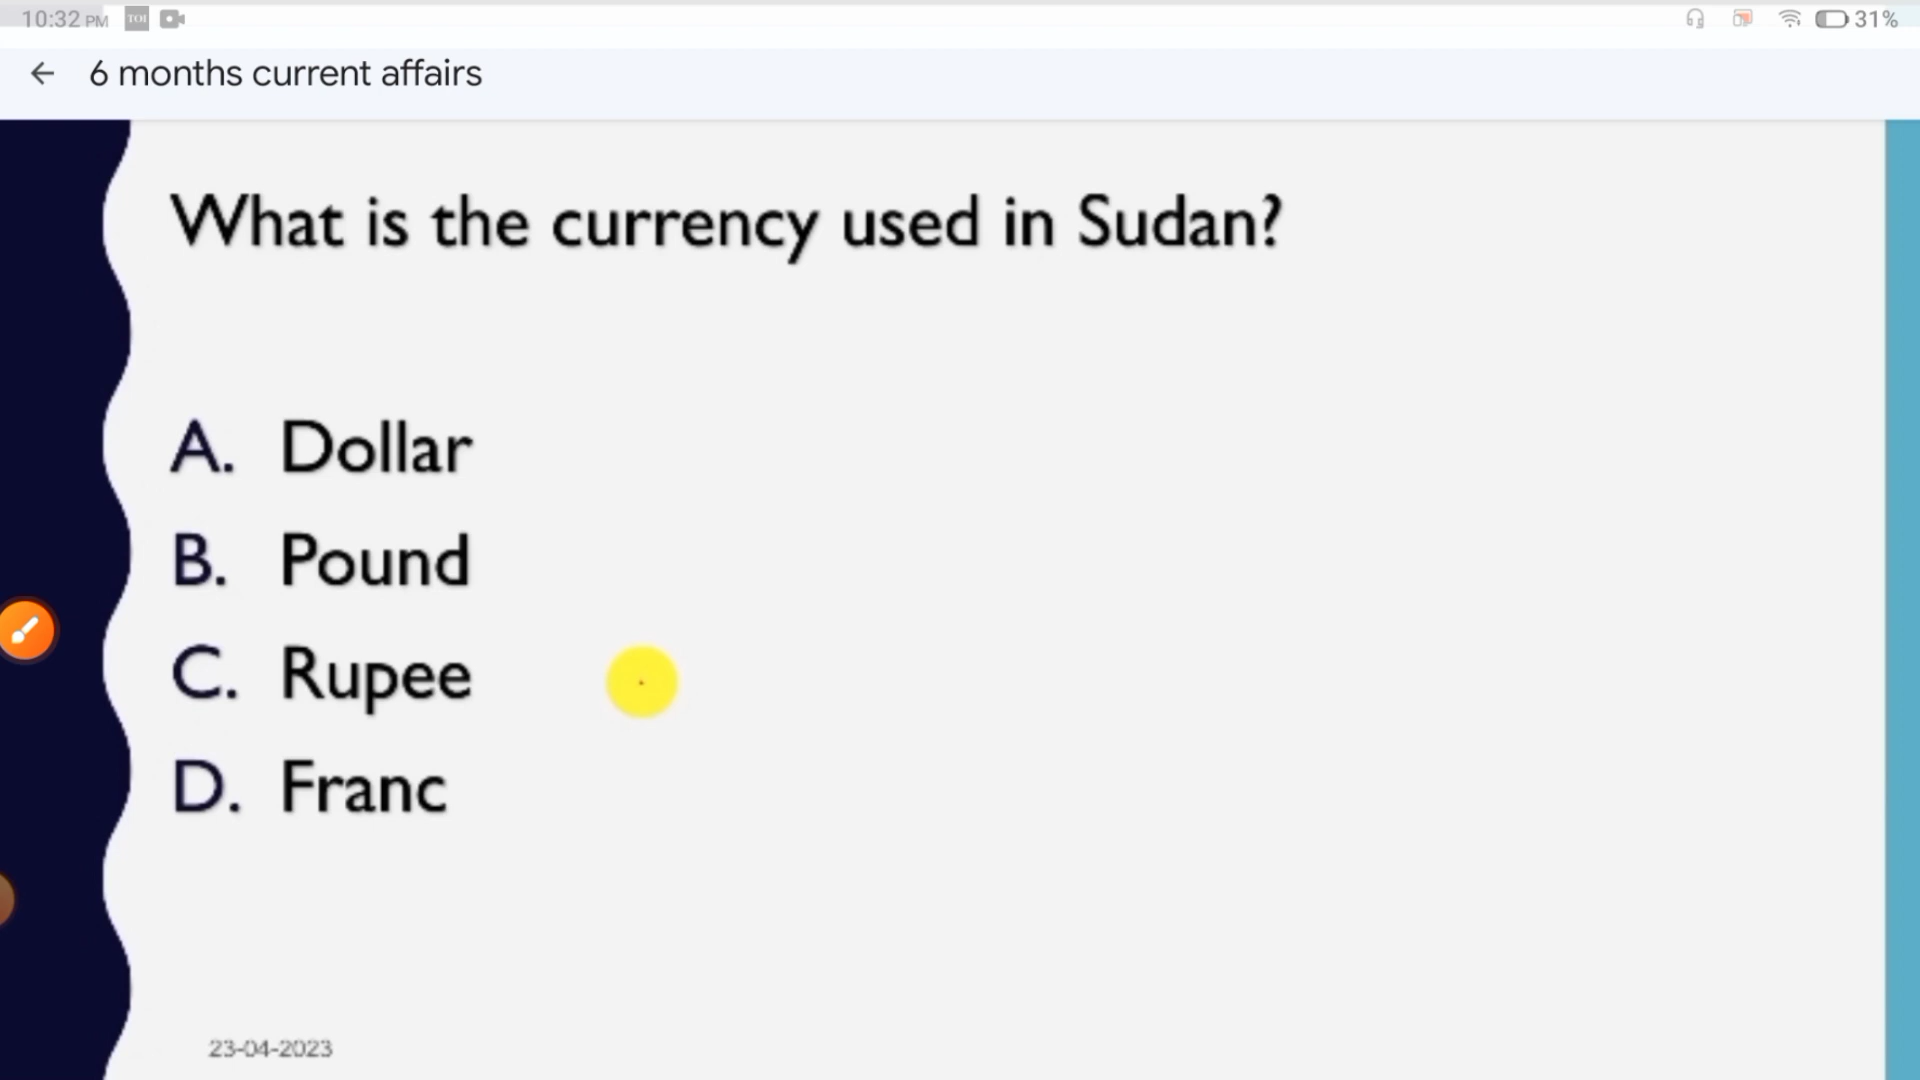 10:32 PM TOI 31%
6 months current affairs
What is the currency used in Sudan?
A. Dollar
B. Pound
C. Rupee
D. Franc
23-04-2023